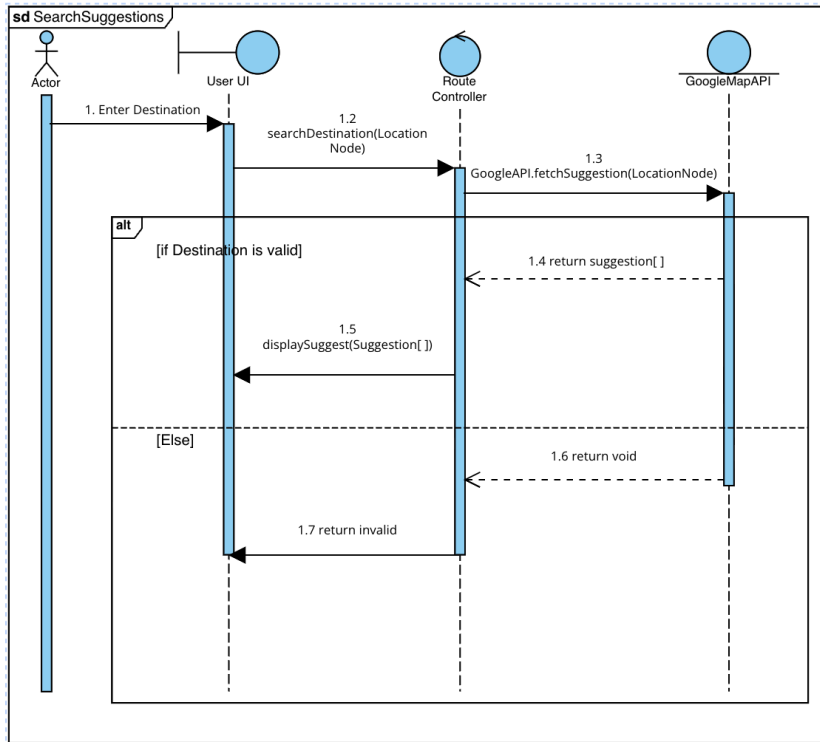 sd SearchSuggestions
Actor
User UI
Route
Controller
GoogleMapAPI
1. Enter Destination
1.2
searchDestination(Location
Node)
1.3
GoogleAPI.fetchSuggestion(LocationNode)
alt
[if Destination is valid]
1.4 return suggestion[ ]
1.5
displaySuggest(Suggestion[ ])
[Else]
1.6 return void
1.7 return invalid